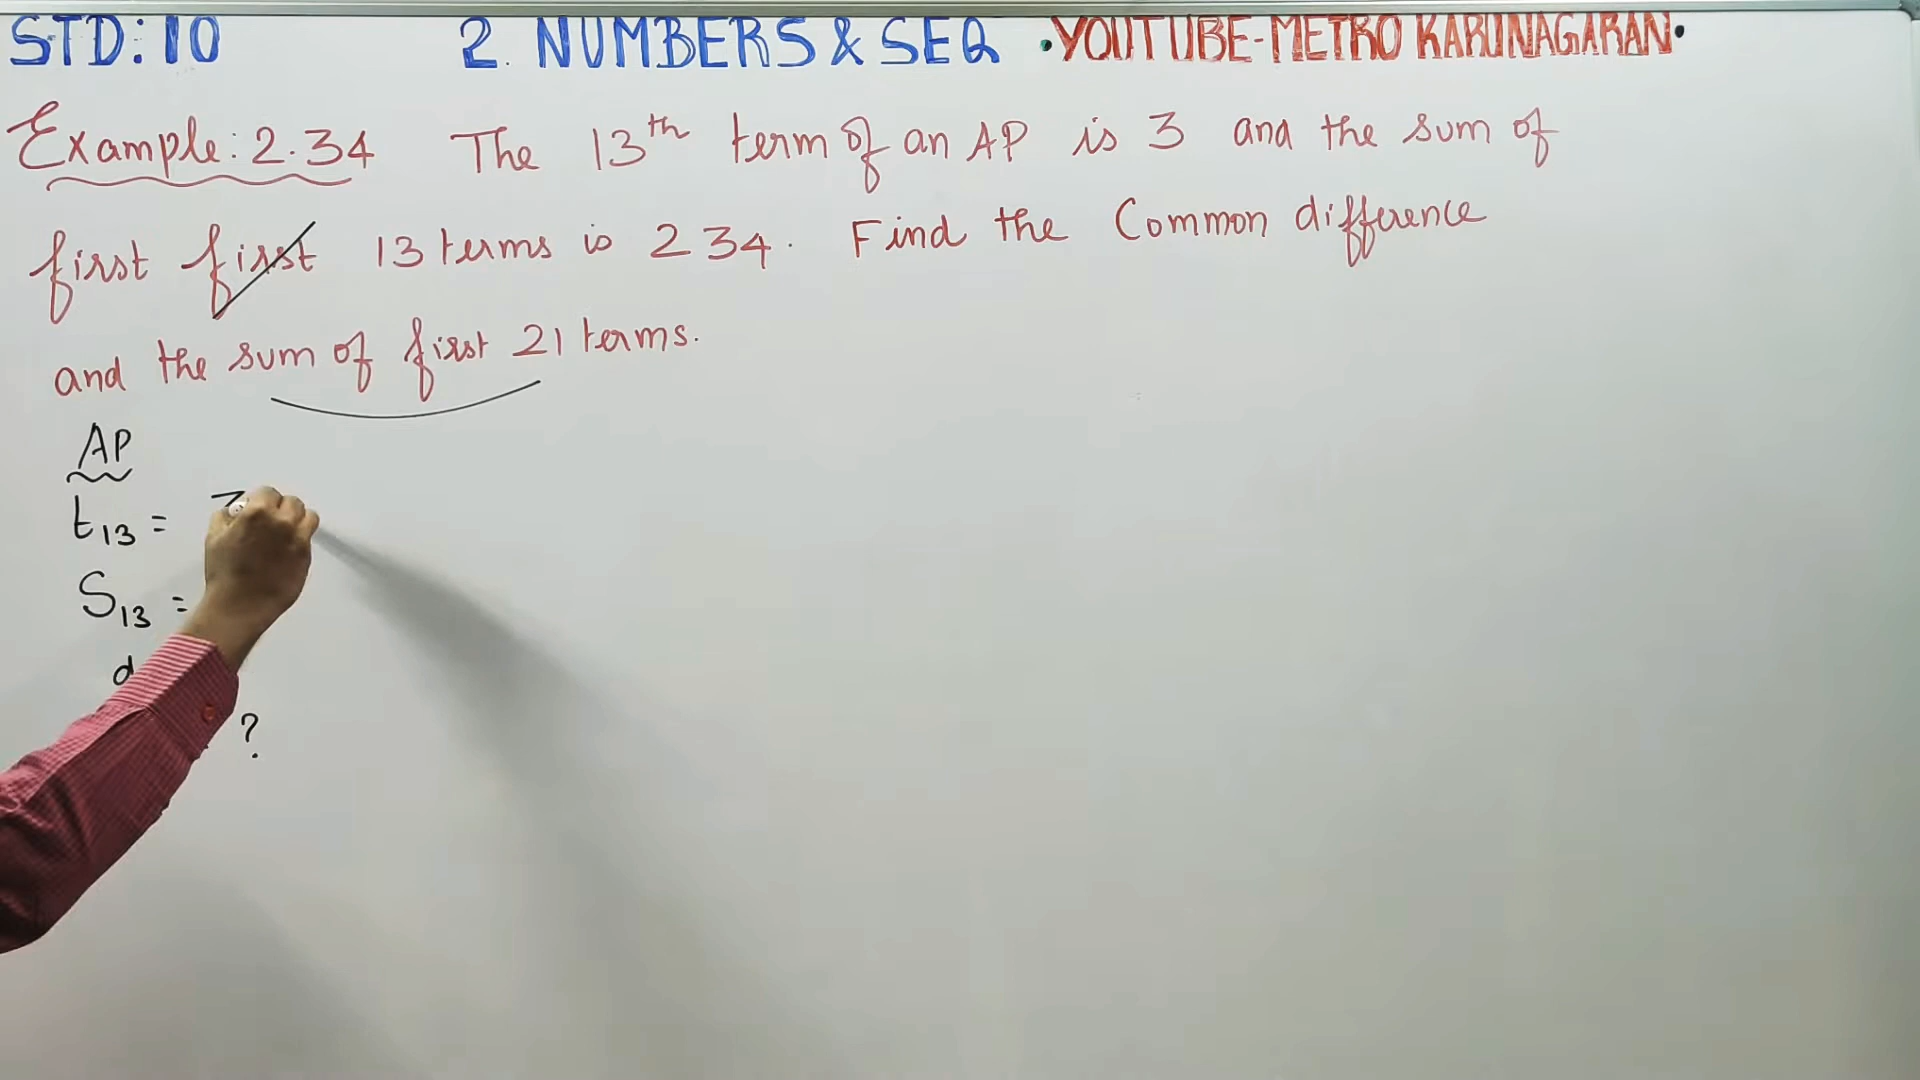 STD: 10 2. NUMBERS & SEQ •YOUTUBE-METRO KARUNAGARAN•
Example: 2.34 The 13th term of an AP is 3 and the sum of
first first 13 terms is 234. Find the Common difference
and the sum of first 21 terms.
AP
t13 = 3
S13 =
d
?